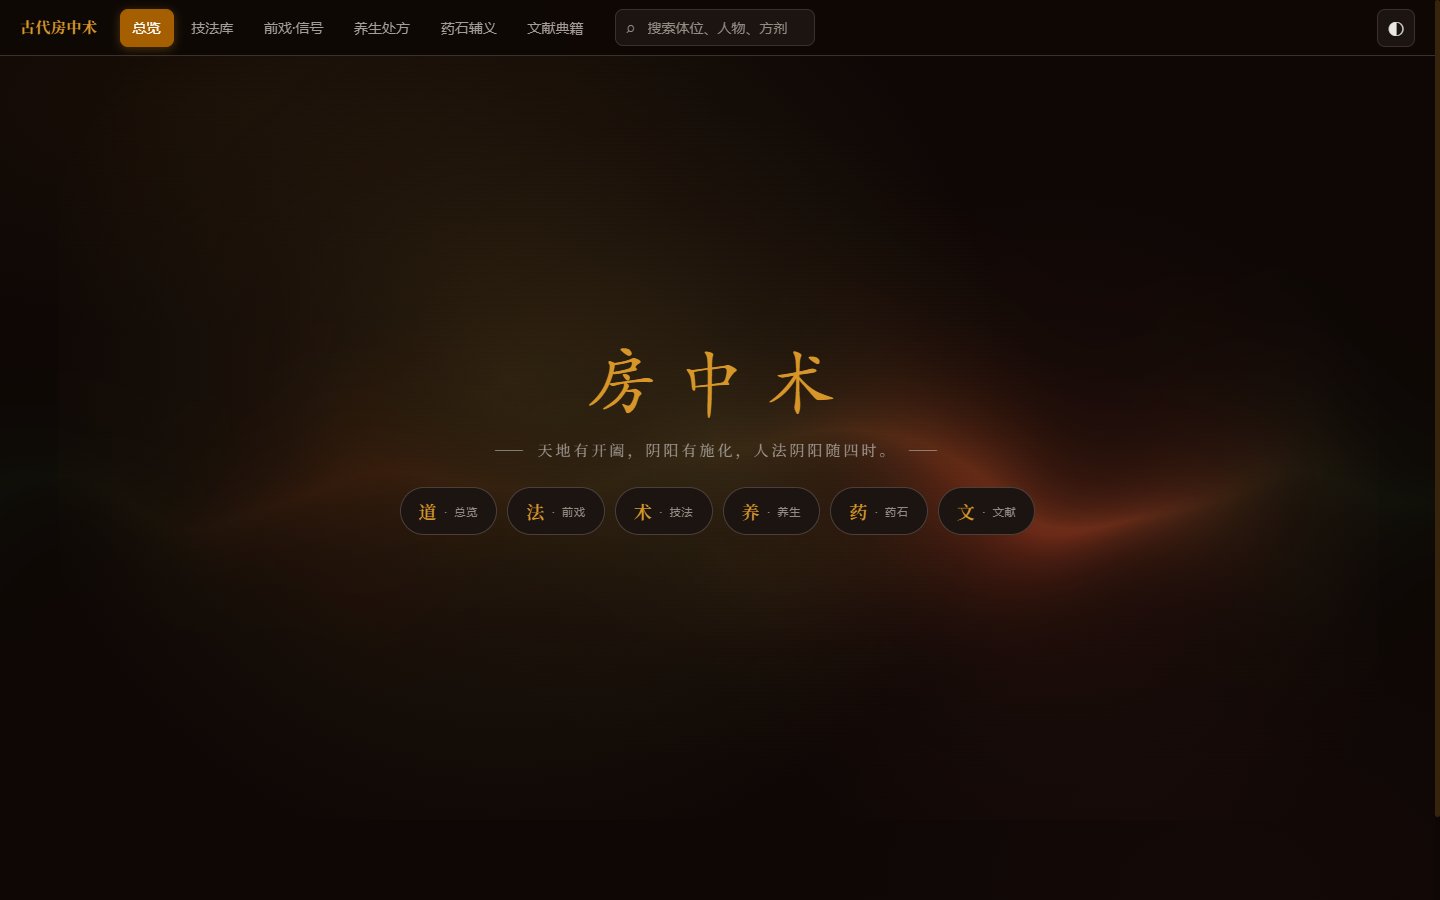 古代房中术 总览 技法库 前戏·信号 养生处方 药石辅义 文献典籍 搜索体位、人物、方剂
房中术
天地有开阖，阴阳有施化，人法阴阳随四时。
道 · 总览 法 · 前戏 术 · 技法 养 · 养生 药 · 药石 文 · 文献